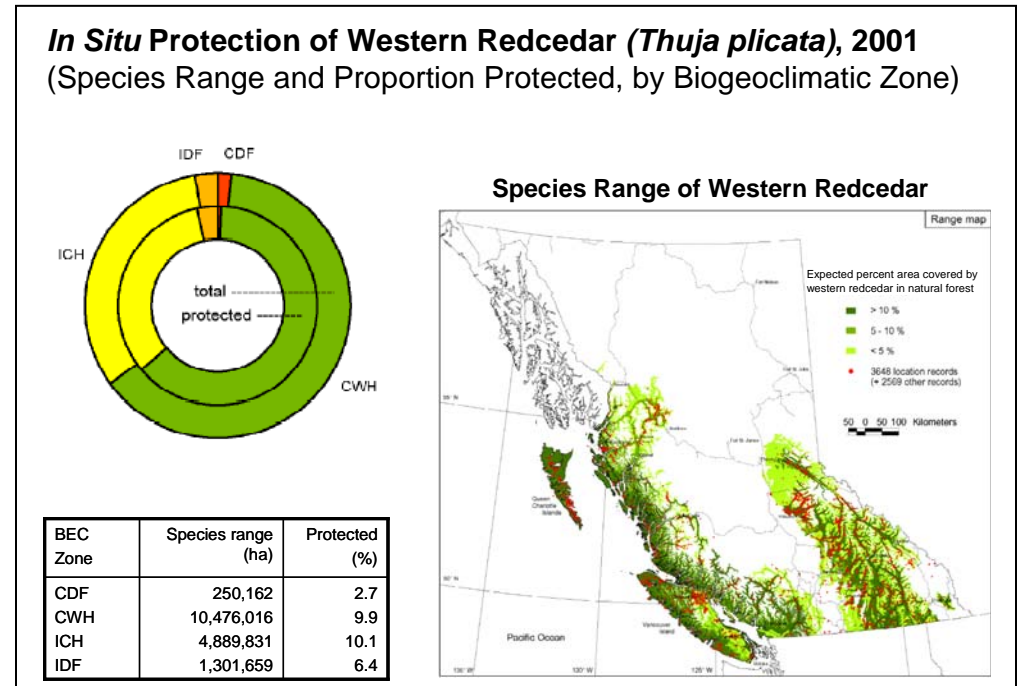 In Situ Protection of Western Redcedar (Thuja plicata), 2001
(Species Range and Proportion Protected, by Biogeoclimatic Zone)
IDF CDF
ICH
total
protected
CWH
BEC Zone Species range (ha) Protected (%)
CDF 250,162 2.7
CWH 10,476,016 9.9
ICH 4,889,831 10.1
IDF 1,301,659 6.4
Species Range of Western Redcedar
Range map
Expected percent area covered by
western redcedar in natural forest
> 10 %
5 - 10 %
< 5 %
3648 location records
(+ 2569 other records)
50 0 50 100 Kilometers
Queen
Charlotte
Islands
Vancouver
Island
Pacific Ocean